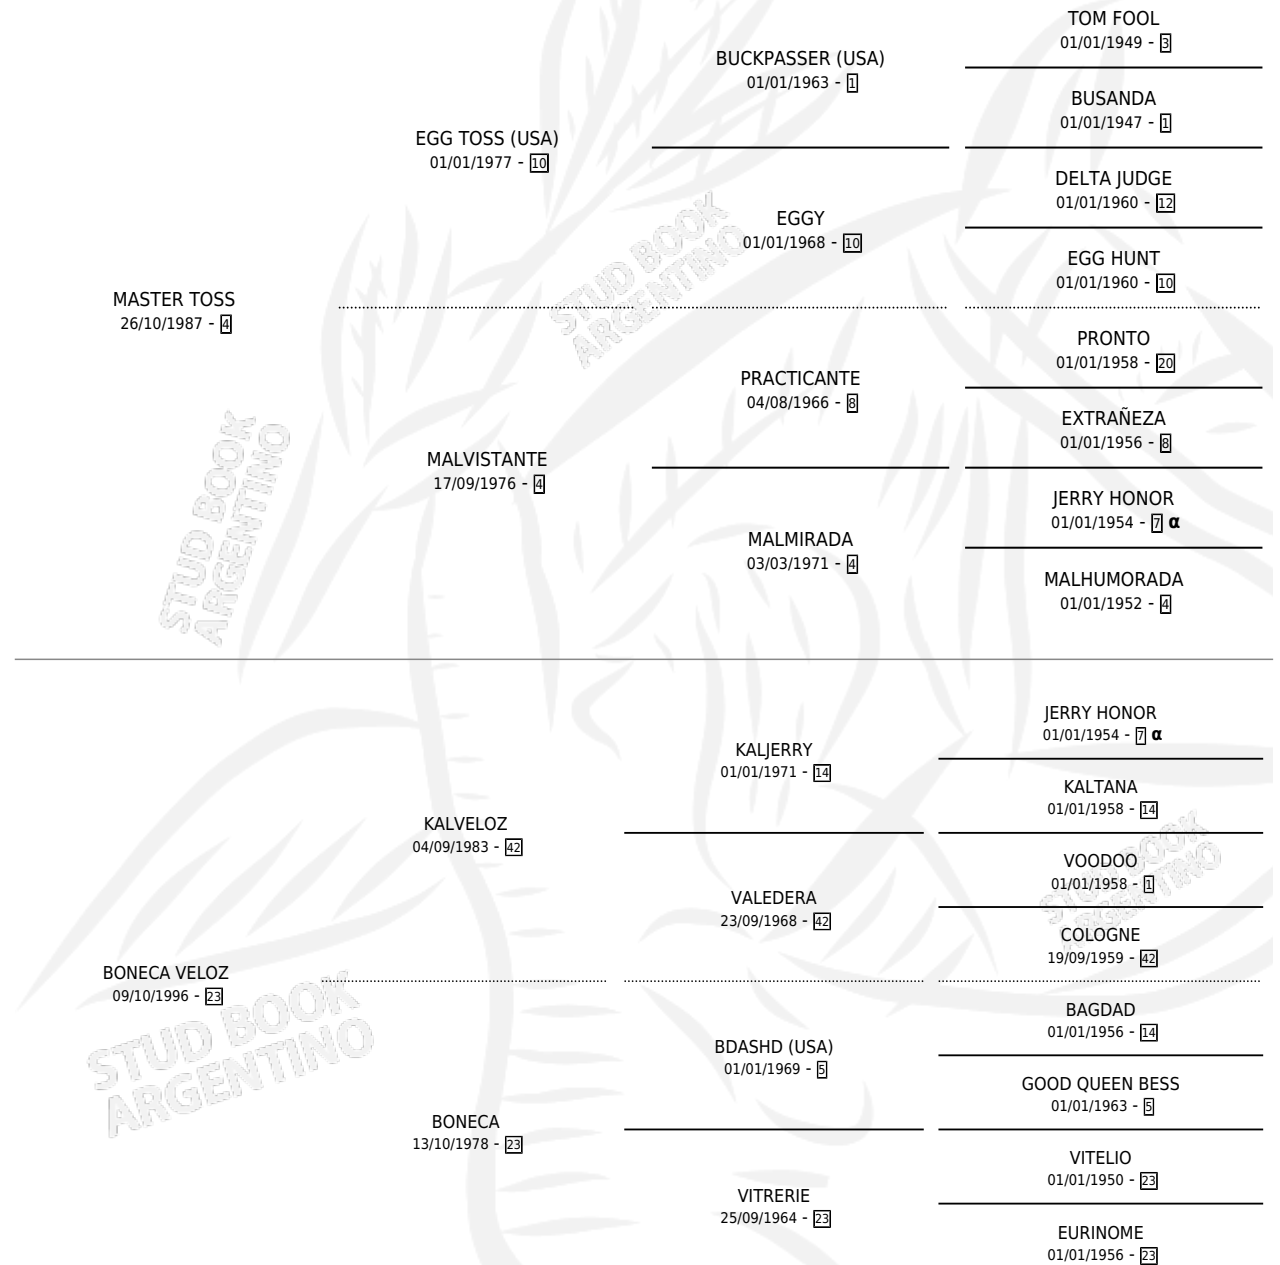 TOM FOOL
01/01/1949 - 3
BUCKPASSER (USA)
01/01/1963 - 1
BUSANDA
01/01/1947 - 1
EGG TOSS (USA)
01/01/1977 - 10
DELTA JUDGE
01/01/1960 - 12
EGGY
01/01/1968 - 10
EGG HUNT
01/01/1960 - 10
MASTER TOSS
26/10/1987 - 4
PRONTO
01/01/1958 - 20
PRACTICANTE
04/08/1966 - 8
EXTRAÑEZA
01/01/1956 - 8
MALVISTANTE
17/09/1976 - 4
JERRY HONOR
01/01/1954 - 7 α
MALMIRADA
03/03/1971 - 4
MALHUMORADA
01/01/1952 - 4
JERRY HONOR
01/01/1954 - 7 α
KALJERRY
01/01/1971 - 14
KALTANA
01/01/1958 - 14
KALVELOZ
04/09/1983 - 42
VOODOO
01/01/1958 - 1
VALEDERA
23/09/1968 - 42
COLOGNE
19/09/1959 - 42
BONECA VELOZ
09/10/1996 - 23
BAGDAD
01/01/1956 - 14
BDASHD (USA)
01/01/1969 - 5
GOOD QUEEN BESS
01/01/1963 - 5
BONECA
13/10/1978 - 23
VITELIO
01/01/1950 - 23
VITRERIE
25/09/1964 - 23
EURINOME
01/01/1956 - 23
STUD BOOK
ARGENTINO
STUD BOOK
ARGENTINO
STUD BOOK
ARGENTINO
STUD BOOK
ARGENTINO